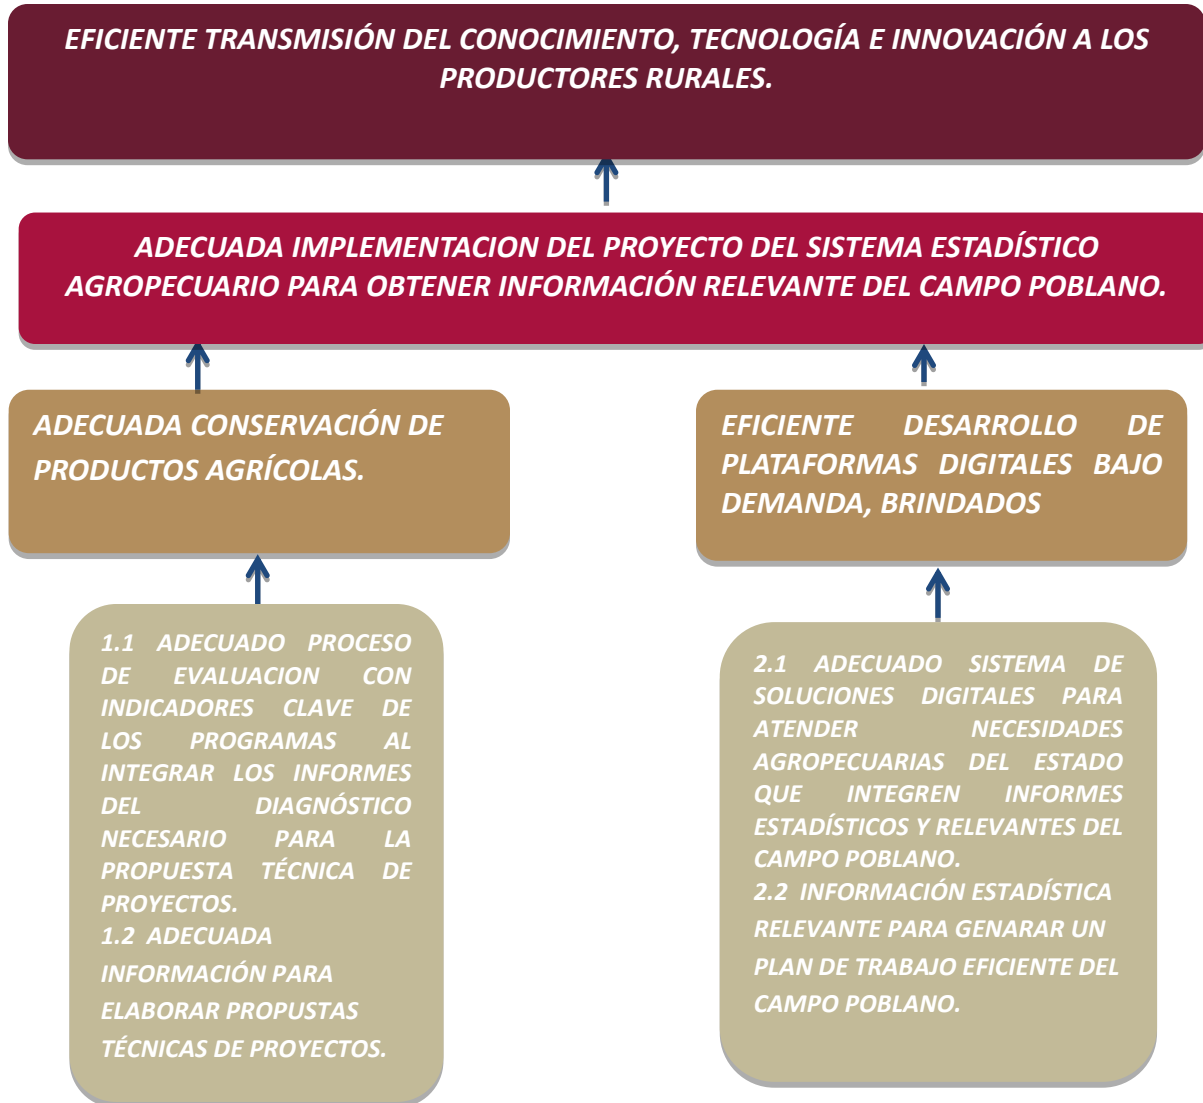 EFICIENTE TRANSMISIÓN DEL CONOCIMIENTO, TECNOLOGÍA E INNOVACIÓN A LOS
PRODUCTORES RURALES.
ADECUADA IMPLEMENTACION DEL PROYECTO DEL SISTEMA ESTADÍSTICO
AGROPECUARIO PARA OBTENER INFORMACIÓN RELEVANTE DEL CAMPO POBLANO.
ADECUADA CONSERVACIÓN DE
PRODUCTOS AGRÍCOLAS.
EFICIENTE DESARROLLO DE
PLATAFORMAS DIGITALES BAJO
DEMANDA, BRINDADOS
1.1 ADECUADO PROCESO
DE EVALUACION CON
INDICADORES CLAVE DE
LOS PROGRAMAS AL
INTEGRAR LOS INFORMES
DEL DIAGNÓSTICO
NECESARIO PARA LA
PROPUESTA TÉCNICA DE
PROYECTOS.
1.2 ADECUADA
INFORMACIÓN PARA
ELABORAR PROPUSTAS
TÉCNICAS DE PROYECTOS.
2.1 ADECUADO SISTEMA DE
SOLUCIONES DIGITALES PARA
ATENDER NECESIDADES
AGROPECUARIAS DEL ESTADO
QUE INTEGREN INFORMES
ESTADÍSTICOS Y RELEVANTES DEL
CAMPO POBLANO.
2.2 INFORMACIÓN ESTADÍSTICA
RELEVANTE PARA GENARAR UN
PLAN DE TRABAJO EFICIENTE DEL
CAMPO POBLANO.